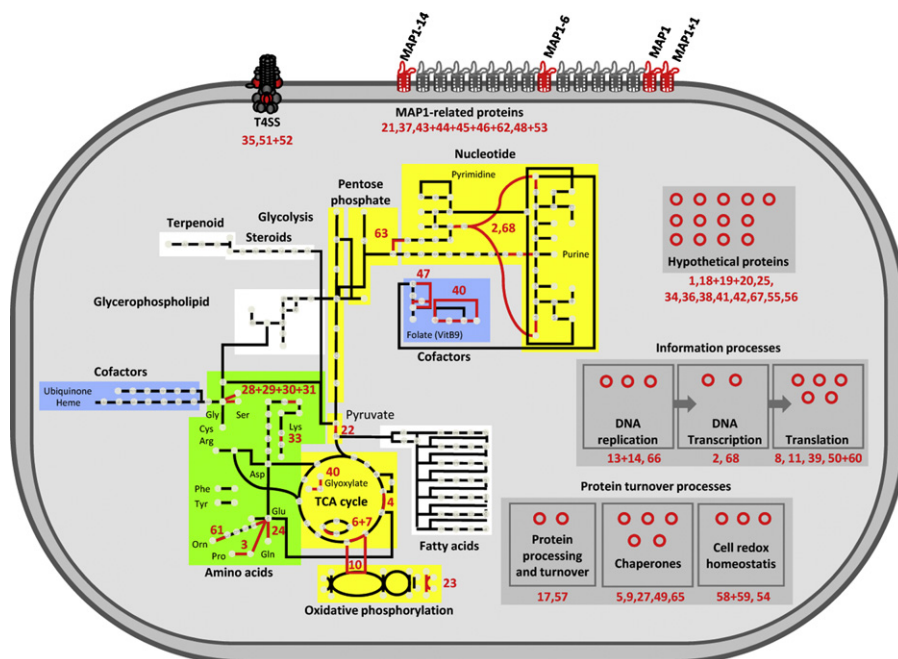 MAP1-14
MAP1-6
MAP1
MAP1+1
T4SS
35,51+52
MAP1-related proteins
21,37,43+44+45+46+62,48+53
Nucleotide
Pyrimidine
Pentose
phosphate
Glycolysis
Terpenoid
Steroids
63
2,68
Purine
Hypothetical proteins
1,18+19+20,25,
34,36,38,41,42,67,55,56
47
40
Glycerophospholipid
Folate (VitB9)
Cofactors
Information processes
Cofactors
Ubiquinone
Heme
28+29+30+31
Gly
Ser
Cys
Arg
Lys
33
Pyruvate
22
DNA
replication
DNA
Transcription
Translation
13+14, 66
2, 68
8, 11, 39, 50+60
Asp
40
Glyoxylate
TCA cycle
4
Phe
Tyr
Glu
6+7
61
24
Orn
3
Pro
Gln
Amino acids
Fatty acids
10
23
Oxidative phosphorylation
Protein turnover processes
Protein
processing
and turnover
Chaperones
Cell redox
homeostatis
17,57
5,9,27,49,65
58+59, 54